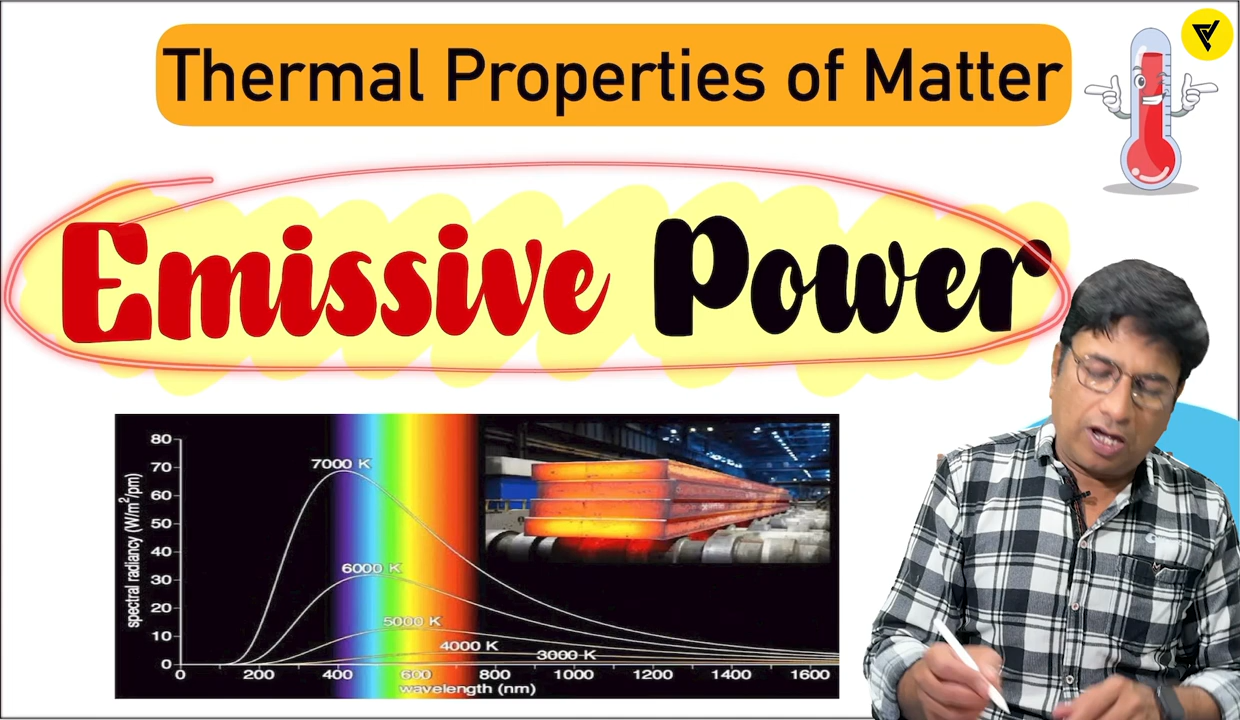 Thermal Properties of Matter
Emissive Power
spectral radiancy (W/m²/pm)
80
70
60
50
40
30
20
10
0
7000 K
6000 K
5000 K
4000 K
3000 K
0 200 400 600 800 1000 1200 1400 1600
wavelength (nm)